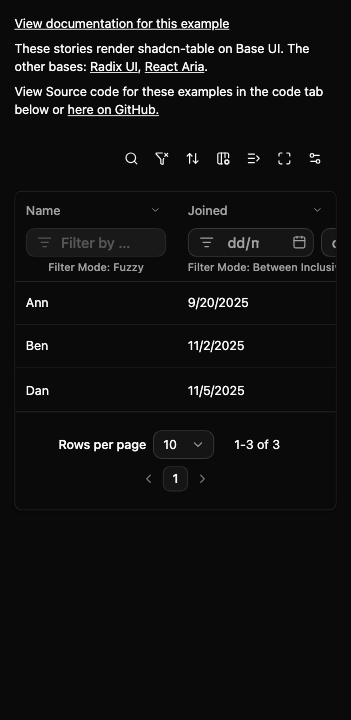 View documentation for this example
These stories render shadcn-table on Base UI. The
other bases: Radix UI, React Aria.
View Source code for these examples in the code tab
below or here on GitHub.
Name Joined
Filter by ... dd/m
Filter Mode: Fuzzy Filter Mode: Between Inclusi
Ann 9/20/2025
Ben 11/2/2025
Dan 11/5/2025
Rows per page 10 1-3 of 3
1